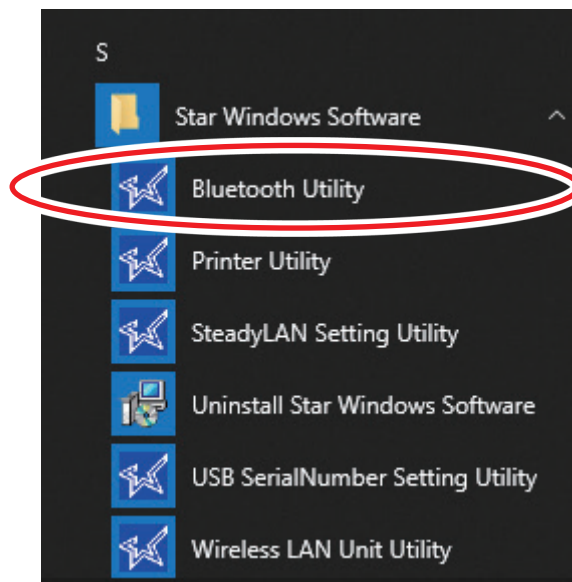 S
Star Windows Software
Bluetooth Utility
Printer Utility
SteadyLAN Setting Utility
Uninstall Star Windows Software
USB SerialNumber Setting Utility
Wireless LAN Unit Utility